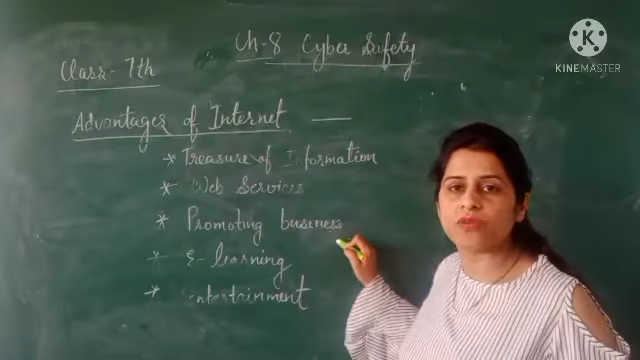 Ch-8 Cyber Safety
Class- 7th
Advantages of Internet —
* Treasure of Information
* Web Services
* Promoting business
* E-learning
* Entertainment
K
KINEMASTER